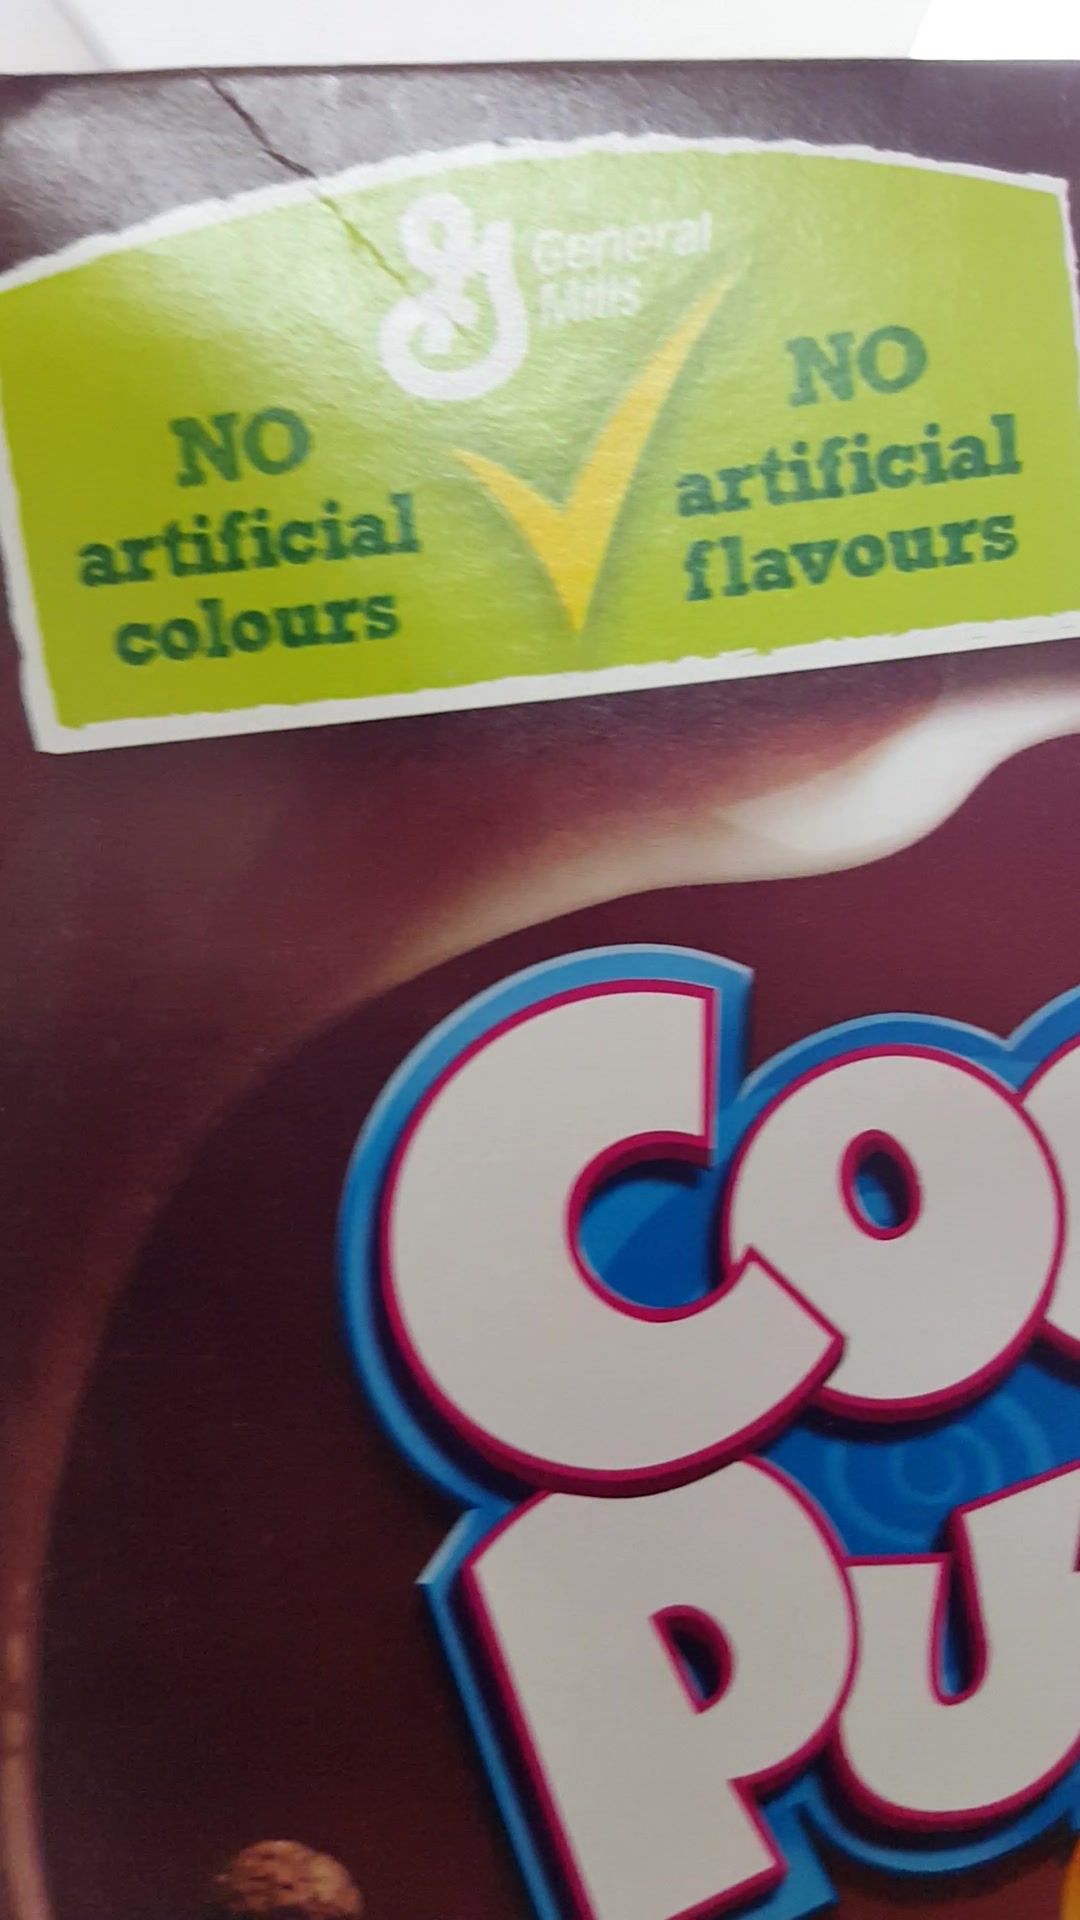 General
Mills
NO
artificial
colours
NO
artificial
flavours
Co
Pu